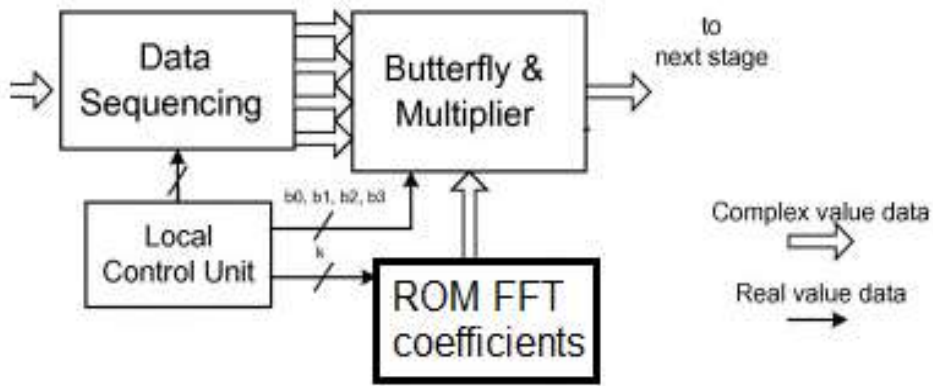 Data
Sequencing
Butterfly &
Multiplier
to
next stage
b0, b1, b2, b3
Local
Control Unit
k
ROM FFT
coefficients
Complex value data
Real value data